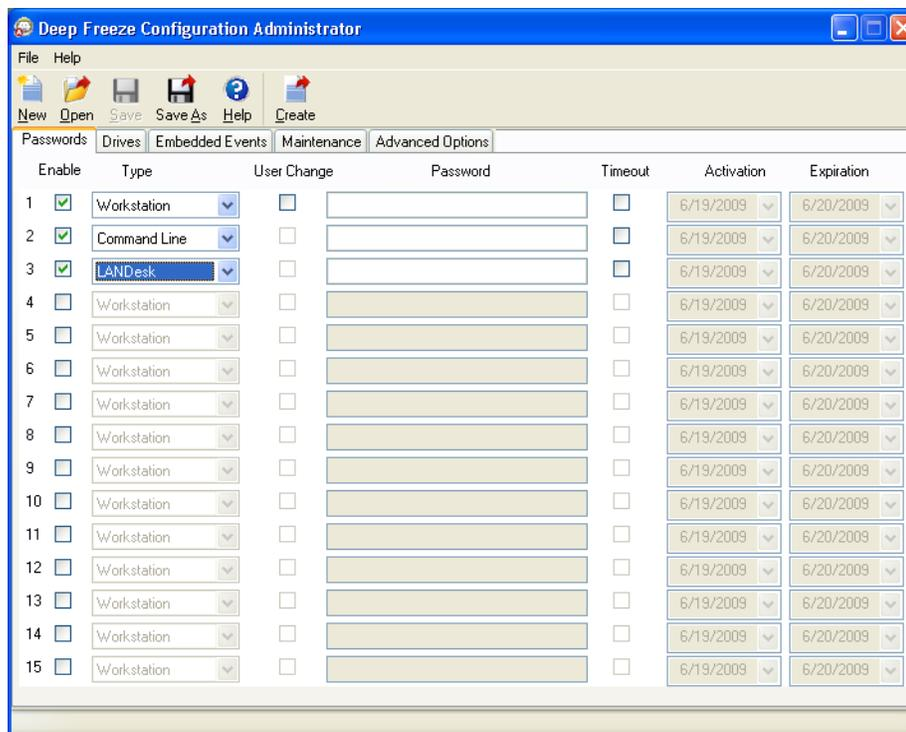 Deep Freeze Configuration Administrator
File Help
New Open Save Save As Help Create
Passwords Drives Embedded Events Maintenance Advanced Options
Enable Type User Change Password Timeout Activation Expiration
1 Workstation 6/19/2009 6/20/2009
2 Command Line 6/19/2009 6/20/2009
3 LANDesk 6/19/2009 6/20/2009
4 Workstation 6/19/2009 6/20/2009
5 Workstation 6/19/2009 6/20/2009
6 Workstation 6/19/2009 6/20/2009
7 Workstation 6/19/2009 6/20/2009
8 Workstation 6/19/2009 6/20/2009
9 Workstation 6/19/2009 6/20/2009
10 Workstation 6/19/2009 6/20/2009
11 Workstation 6/19/2009 6/20/2009
12 Workstation 6/19/2009 6/20/2009
13 Workstation 6/19/2009 6/20/2009
14 Workstation 6/19/2009 6/20/2009
15 Workstation 6/19/2009 6/20/2009